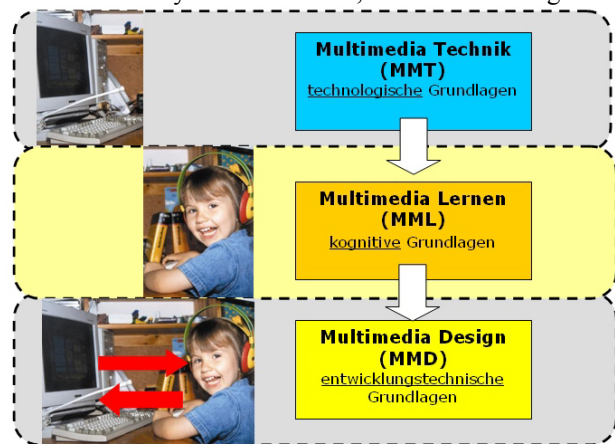 Multimedia Technik
(MMT)
technologische Grundlagen
Multimedia Lernen
(MML)
kognitive Grundlagen
Multimedia Design
(MMD)
entwicklungstechnische
Grundlagen